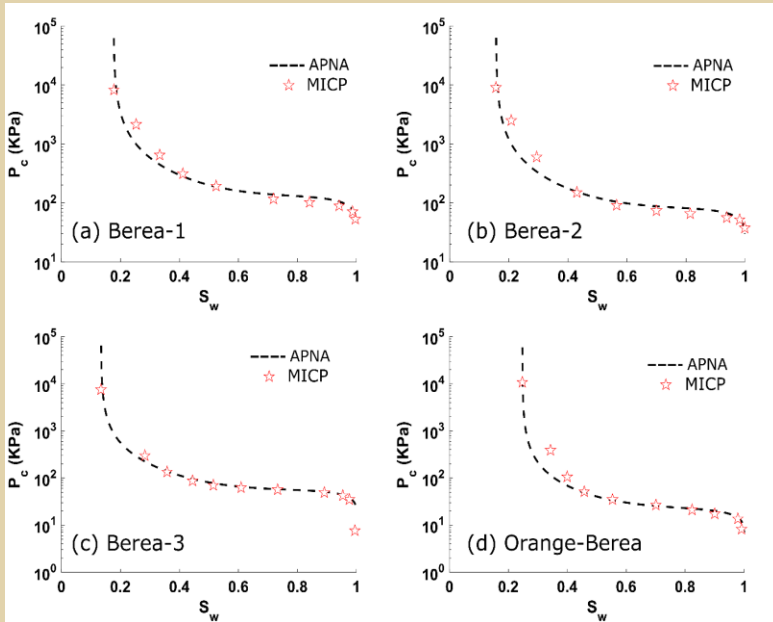 10^5
10^4
10^3
10^2
10^1
P_c (KPa)
APNA
MICP
(a) Berea-1
0 0.2 0.4 0.6 0.8 1
S_w
10^5
10^4
10^3
10^2
10^1
P_c (KPa)
APNA
MICP
(b) Berea-2
0 0.2 0.4 0.6 0.8 1
S_w
10^5
10^4
10^3
10^2
10^1
10^0
P_c (KPa)
APNA
MICP
(c) Berea-3
0 0.2 0.4 0.6 0.8 1
S_w
10^5
10^4
10^3
10^2
10^1
10^0
P_c (KPa)
APNA
MICP
(d) Orange-Berea
0 0.2 0.4 0.6 0.8 1
S_w